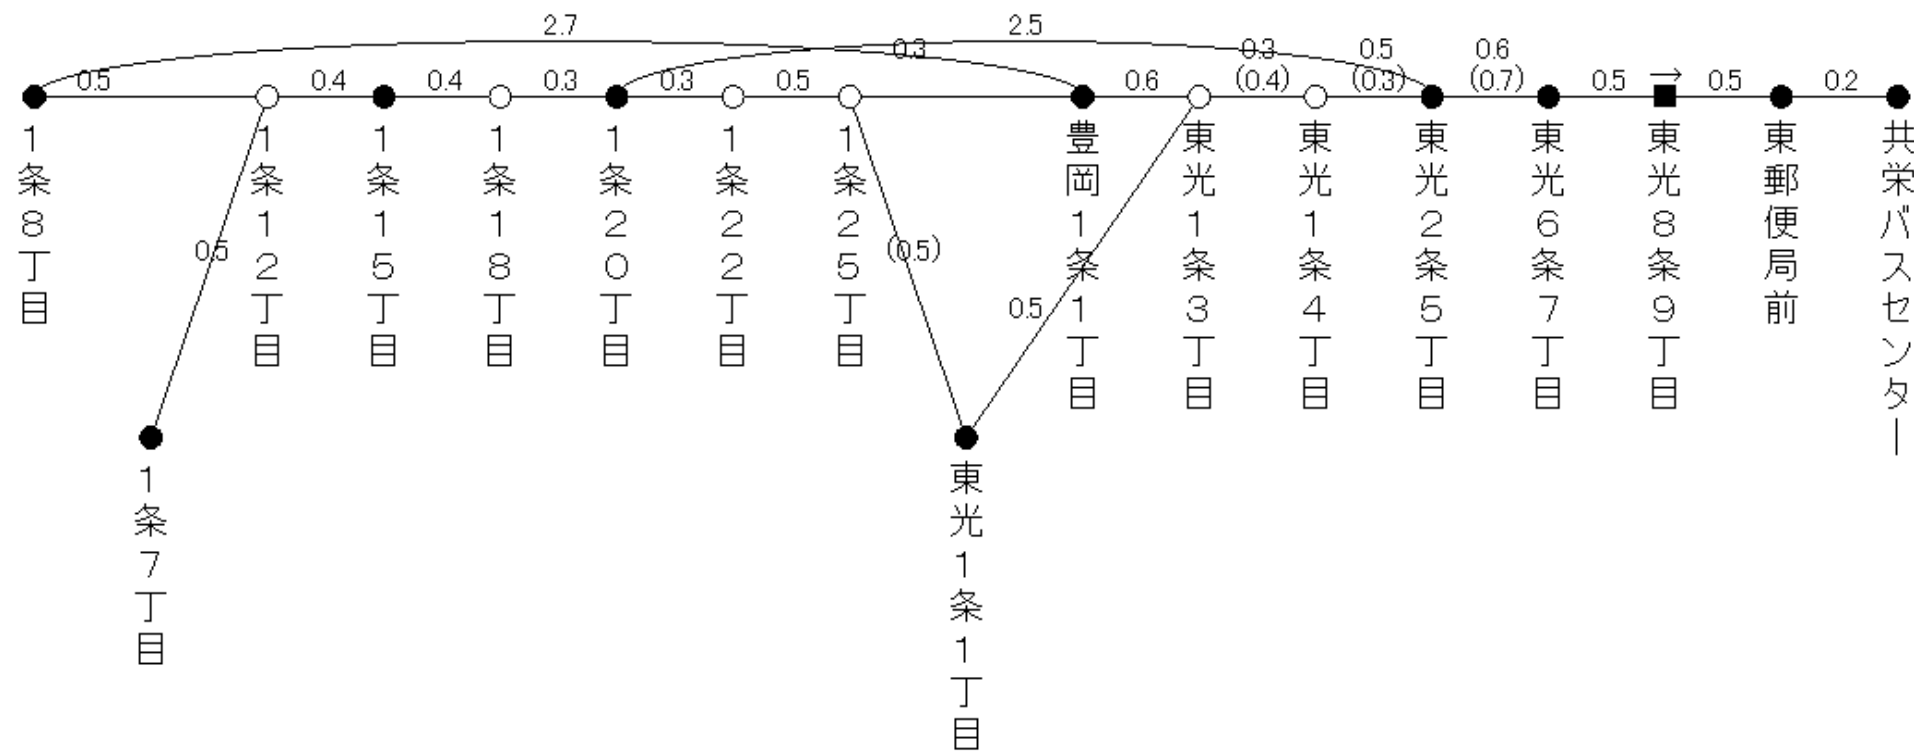 2.7
2.5
0.5
0.4
0.4
0.3
0.3
0.5
0.3
0.6
0.3
(0.4)
0.5
(0.3)
0.6
(0.7)
0.5
→
0.5
0.2
1条8丁目
1条12丁目
1条15丁目
1条18丁目
1条20丁目
1条22丁目
1条25丁目
豊岡1条1丁目
東光1条3丁目
東光1条4丁目
東光2条5丁目
東光6条7丁目
東光8条9丁目
東郵便局前
共栄バスセンター
0.5
(0.5)
0.5
1条7丁目
東光1条1丁目